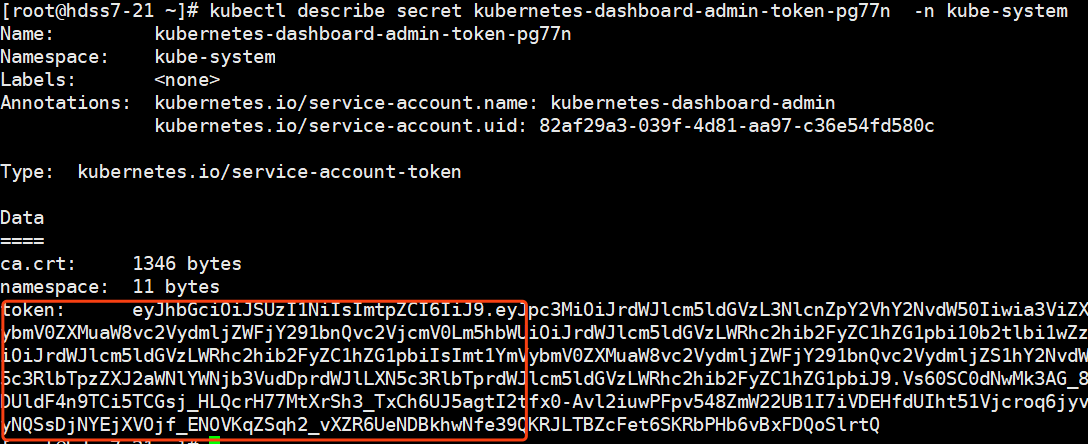 [root@hdss7-21 ~]# kubectl describe secret kubernetes-dashboard-admin-token-pg77n  -n kube-system
Name:         kubernetes-dashboard-admin-token-pg77n
Namespace:    kube-system
Labels:       <none>
Annotations:  kubernetes.io/service-account.name: kubernetes-dashboard-admin
              kubernetes.io/service-account.uid: 82af29a3-039f-4d81-aa97-c36e54fd580c
Type:  kubernetes.io/service-account-token
Data
====
ca.crt:     1346 bytes
namespace:  11 bytes
token:      eyJhbGciOiJSUzI1NiIsImtpZCI6IiJ9.eyJpc3MiOiJrdWJlcm5ldGVzL3NlcnZpY2VhY2NvdW50Iiwia3ViZX
ybmV0ZXMuaW8vc2VydmljZWFjY291bnQvc2VjcmV0Lm5hbWUiOiJrdWJlcm5ldGVzLWRhc2hib2FyZC1hZG1pbi10b2tlbi1wZz
iOiJrdWJlcm5ldGVzLWRhc2hib2FyZC1hZG1pbiIsImt1YmVybmV0ZXMuaW8vc2VydmljZWFjY291bnQvc2VydmljZS1hY2NvdW
5c3RlbTpzZXJ2aWNlYWNjb3VudDprdWJlLXN5c3RlbTprdWJlcm5ldGVzLWRhc2hib2FyZC1hZG1pbiJ9.Vs60SC0dNwMk3AG_8
DUldF4n9TCi5TCGsj_HLQcrH77MtXrSh3_TxCh6UJ5agtI2tfx0-Avl2iuwPFpv548ZmW22UB1I7iVDEHfdUIht51Vjcroq6jyv
yNQSsDjNYEjXVOjf_ENOVKqZSqh2_vXZR6UeNDBkhwNfe39QKRJLTBZcFet6SKRbPHb6vBxFDQoSlrtQ